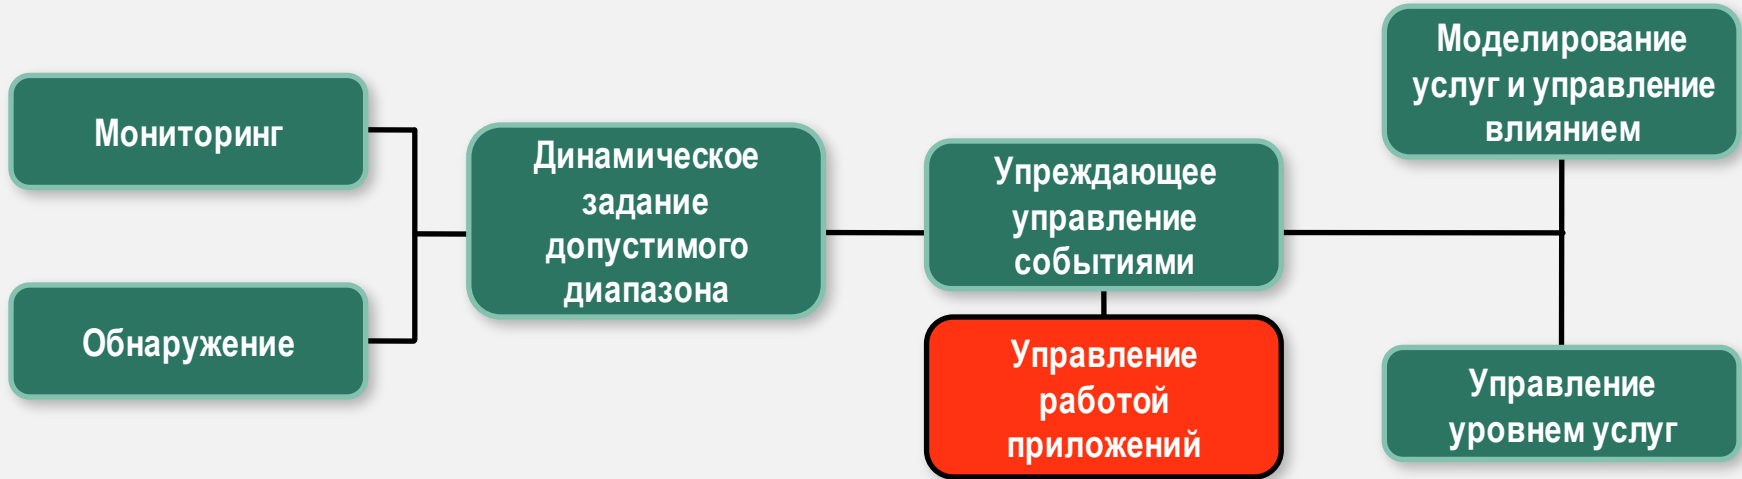 Мониторинг
Обнаружение
Динамическое
задание
допустимого
диапазона
Упреждающее
управление
событиями
Управление
работой
приложений
Моделирование
услуг и управление
влиянием
Управление
уровнем услуг